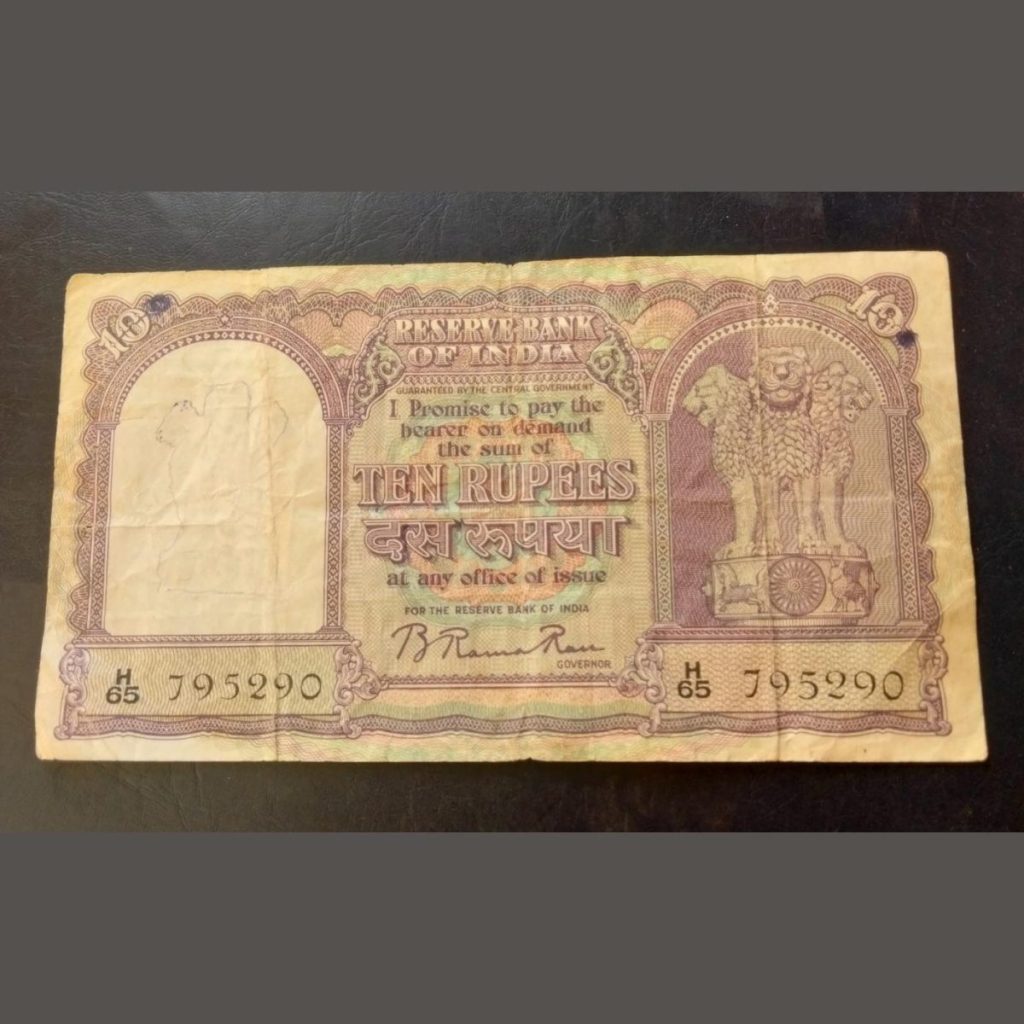 10
10
RESERVE BANK
OF INDIA
GUARANTEED BY THE CENTRAL GOVERNMENT
I Promise to pay the
bearer on demand
the sum of
TEN RUPEES
दस रूपया
at any office of issue
FOR THE RESERVE BANK OF INDIA
B Rama Rau
GOVERNOR
H
65 795290
H
65 795290